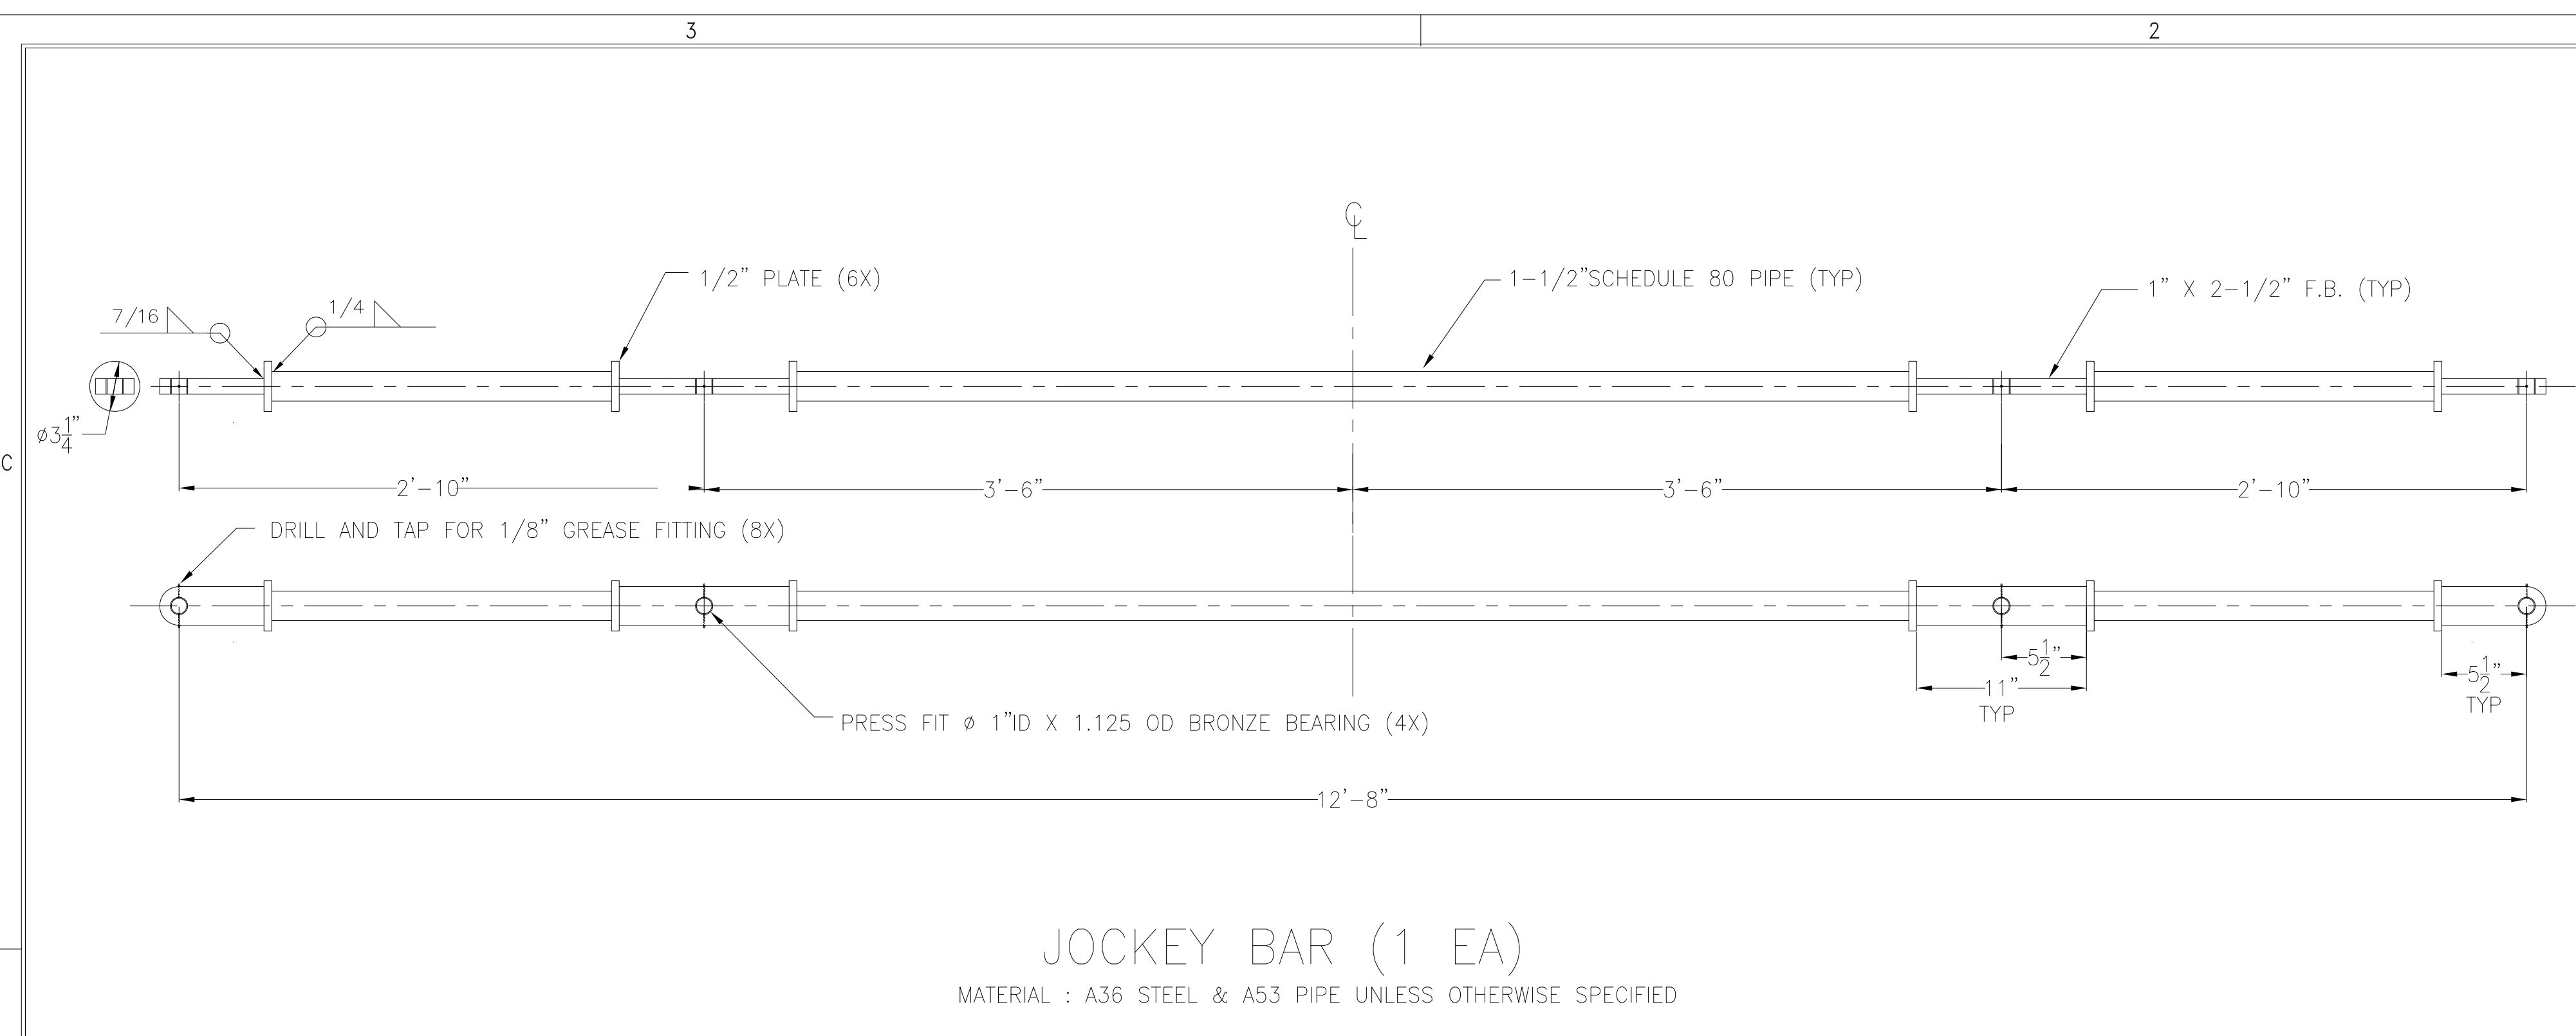 3
2
℄
1/2" PLATE (6X)
1-1/2"SCHEDULE 80 PIPE (TYP)
1" X 2-1/2" F.B. (TYP)
7/16
1/4
ø3 1/4"
C
2'-10"
3'-6"
3'-6"
2'-10"
DRILL AND TAP FOR 1/8" GREASE FITTING (8X)
5 1/2"
11"
TYP
5 1/2"
TYP
PRESS FIT ø 1"ID X 1.125 OD BRONZE BEARING (4X)
12'-8"
JOCKEY BAR (1 EA)
MATERIAL : A36 STEEL & A53 PIPE UNLESS OTHERWISE SPECIFIED